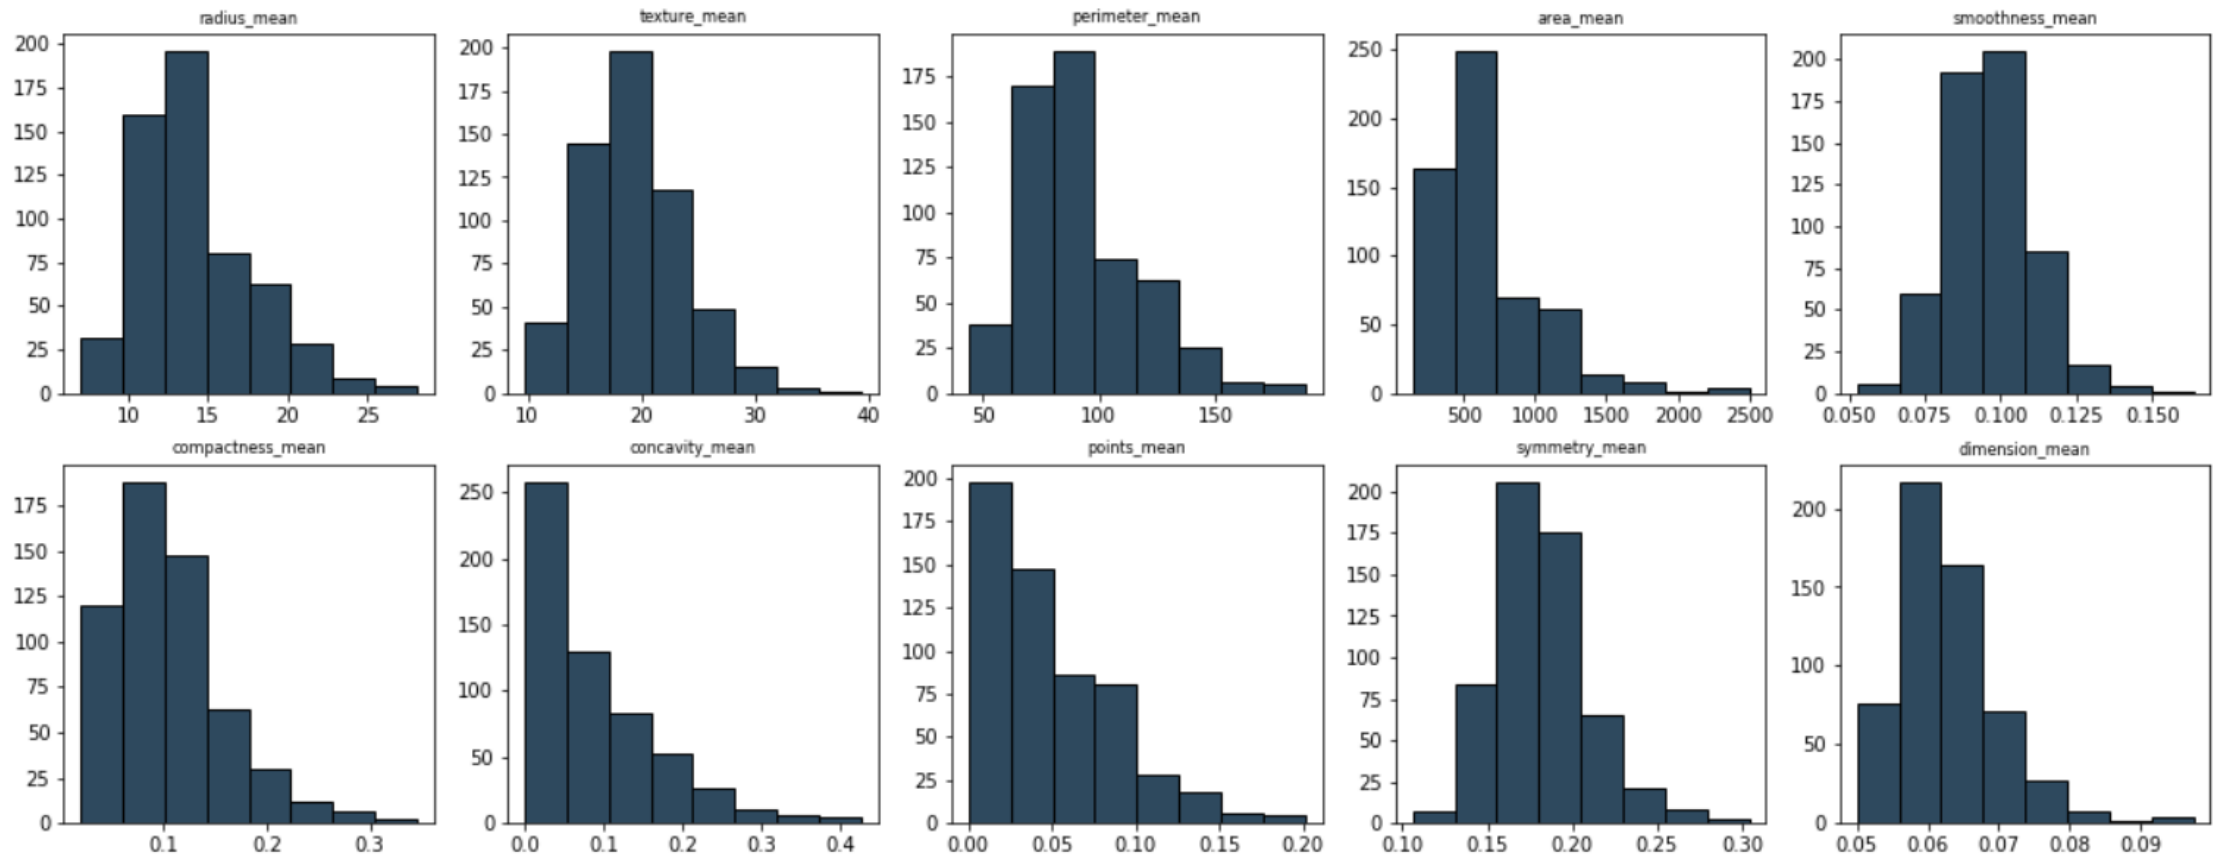 radius_mean texture_mean perimeter_mean area_mean smoothness_mean
200 200 175 250 200
175 175 150 200 175
150 150 125 150 150
125 125 100 100 125
100 100 75 50 100
75 75 50 0 75
50 50 25 50
25 25 0 25
0 0 0
10 15 20 25 10 20 30 40 50 100 150 500 1000 1500 2000 2500 0.050 0.075 0.100 0.125 0.150
compactness_mean concavity_mean points_mean symmetry_mean dimension_mean
175 250 200 200 200
150 200 175 175 150
125 150 150 150 100
100 100 125 125 50
75 50 100 100 0
50 0 75 75
25 50 50
0 25 25
0 0
0.1 0.2 0.3 0.0 0.1 0.2 0.3 0.4 0.00 0.05 0.10 0.15 0.20 0.10 0.15 0.20 0.25 0.30 0.05 0.06 0.07 0.08 0.09